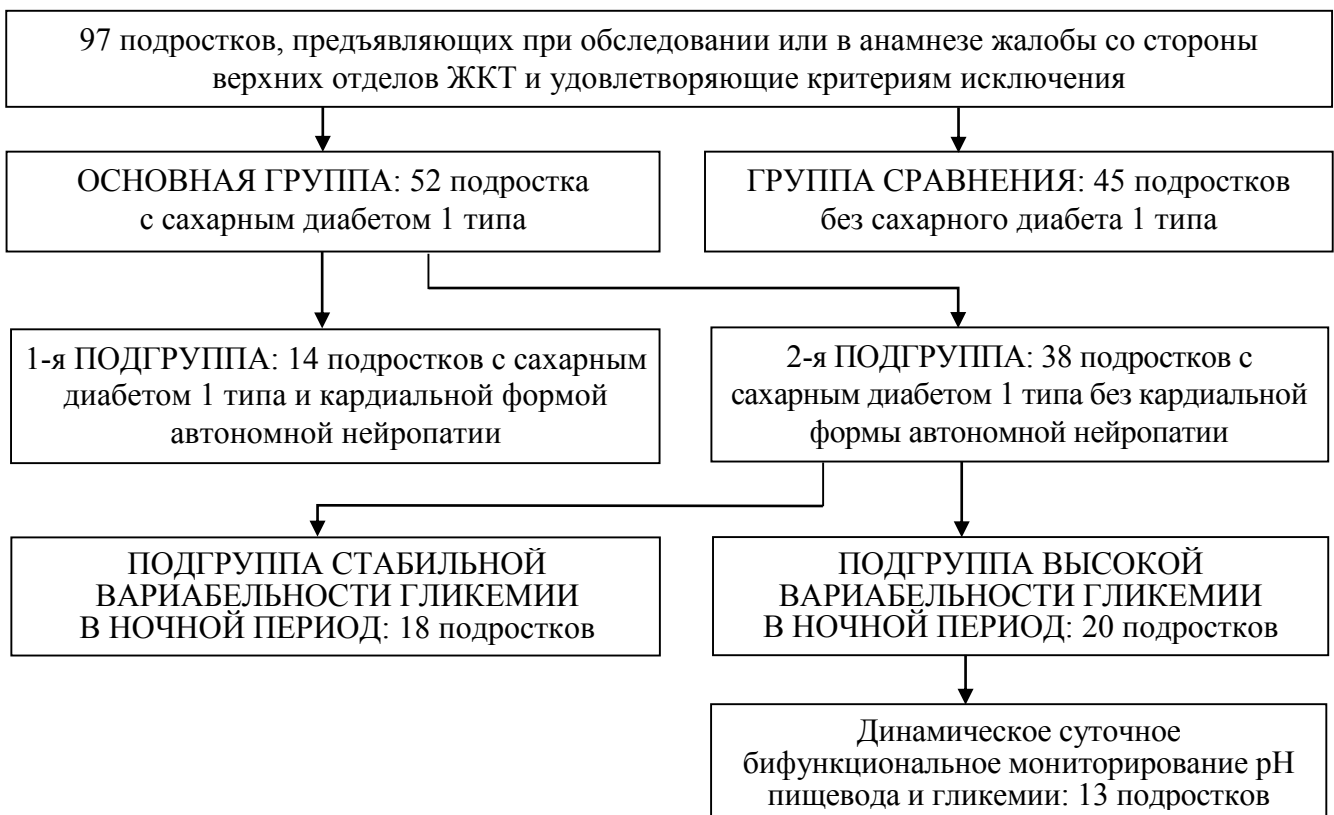 97 подростков, предъявляющих при обследовании или в анамнезе жалобы со стороны
верхних отделов ЖКТ и удовлетворяющие критериям исключения
ОСНОВНАЯ ГРУППА: 52 подростка
с сахарным диабетом 1 типа
ГРУППА СРАВНЕНИЯ: 45 подростков
без сахарного диабета 1 типа
1-я ПОДГРУППА: 14 подростков с сахарным
диабетом 1 типа и кардиальной формой
автономной нейропатии
2-я ПОДГРУППА: 38 подростков с
сахарным диабетом 1 типа без кардиальной
формы автономной нейропатии
ПОДГРУППА СТАБИЛЬНОЙ
ВАРИАБЕЛЬНОСТИ ГЛИКЕМИИ
В НОЧНОЙ ПЕРИОД: 18 подростков
ПОДГРУППА ВЫСОКОЙ
ВАРИАБЕЛЬНОСТИ ГЛИКЕМИИ
В НОЧНОЙ ПЕРИОД: 20 подростков
Динамическое суточное
бифункциональное мониторирование рН
пищевода и гликемии: 13 подростков